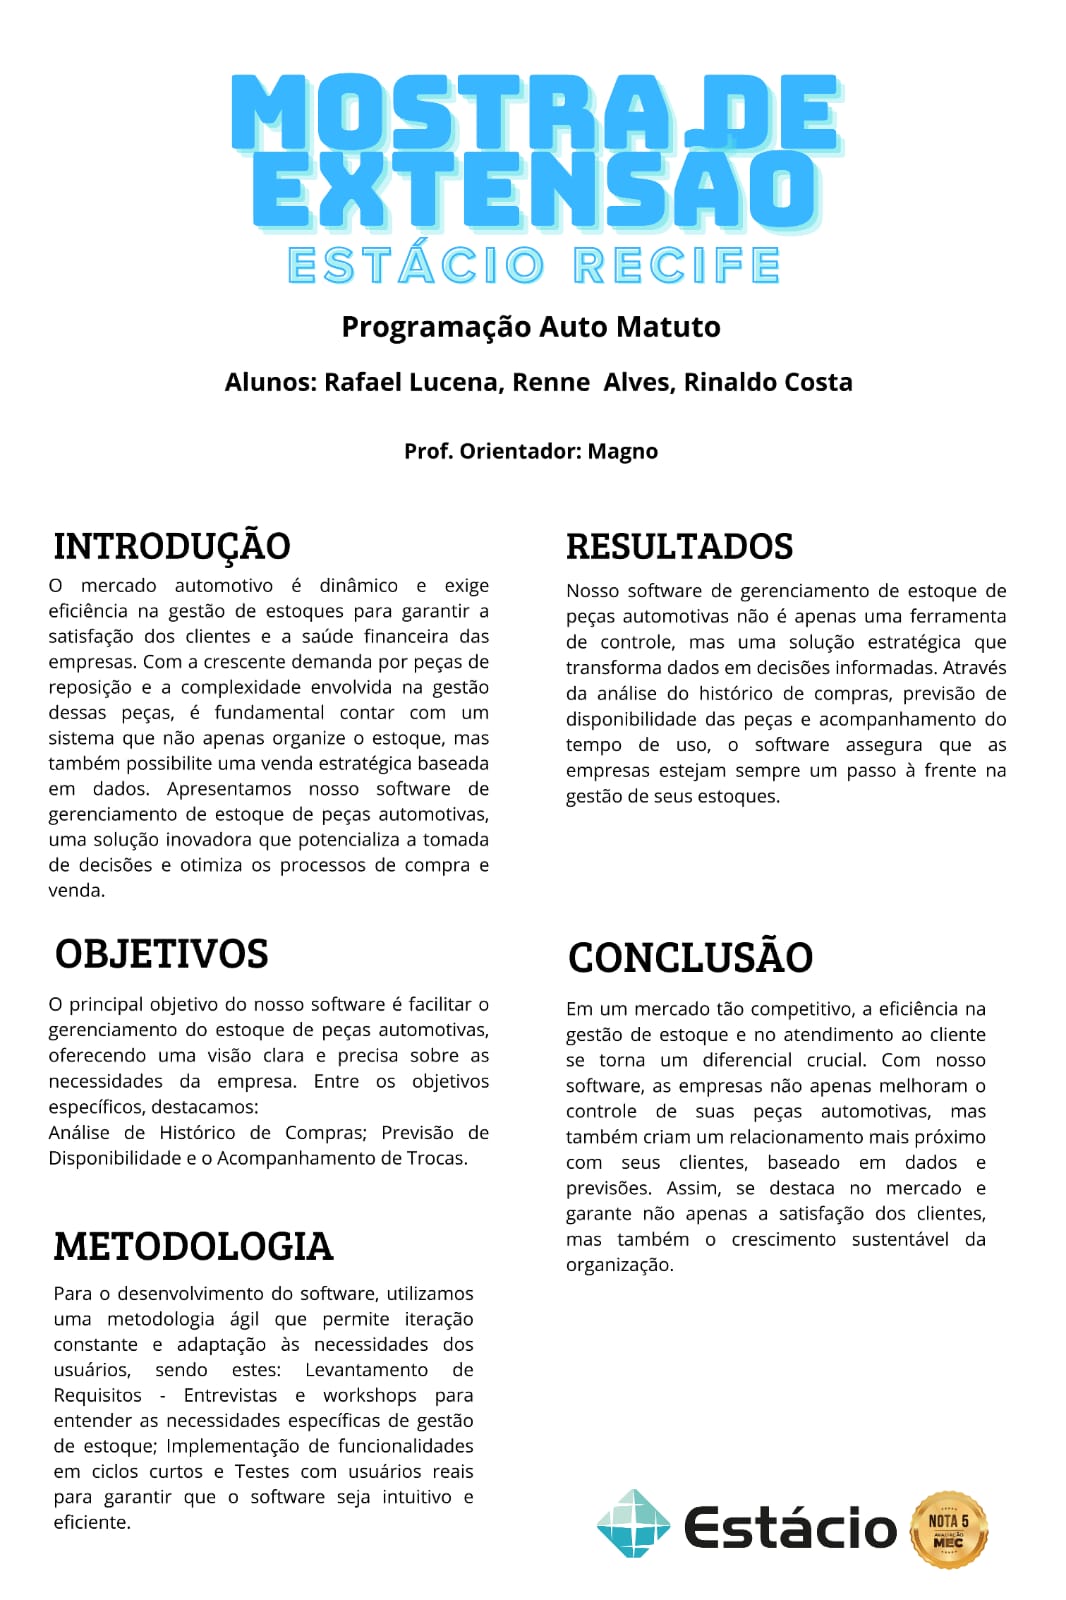 MOSTRA DE
EXTENSÃO
ESTÁCIO RECIFE
Programação Auto Matuto
Alunos: Rafael Lucena, Renne  Alves, Rinaldo Costa
Prof. Orientador: Magno
INTRODUÇÃO
O mercado automotivo é dinâmico e exige
eficiência na gestão de estoques para garantir a
satisfação dos clientes e a saúde financeira das
empresas. Com a crescente demanda por peças de
reposição e a complexidade envolvida na gestão
dessas peças, é fundamental contar com um
sistema que não apenas organize o estoque, mas
também possibilite uma venda estratégica baseada
em dados. Apresentamos nosso software de
gerenciamento de estoque de peças automotivas,
uma solução inovadora que potencializa a tomada
de decisões e otimiza os processos de compra e
venda.
OBJETIVOS
O principal objetivo do nosso software é facilitar o
gerenciamento do estoque de peças automotivas,
oferecendo uma visão clara e precisa sobre as
necessidades da empresa. Entre os objetivos
específicos, destacamos:
Análise de Histórico de Compras; Previsão de
Disponibilidade e o Acompanhamento de Trocas.
METODOLOGIA
Para o desenvolvimento do software, utilizamos
uma metodologia ágil que permite iteração
constante e adaptação às necessidades dos
usuários, sendo estes: Levantamento de
Requisitos - Entrevistas e workshops para
entender as necessidades específicas de gestão
de estoque; Implementação de funcionalidades
em ciclos curtos e Testes com usuários reais
para garantir que o software seja intuitivo e
eficiente.
RESULTADOS
Nosso software de gerenciamento de estoque de
peças automotivas não é apenas uma ferramenta
de controle, mas uma solução estratégica que
transforma dados em decisões informadas. Através
da análise do histórico de compras, previsão de
disponibilidade das peças e acompanhamento do
tempo de uso, o software assegura que as
empresas estejam sempre um passo à frente na
gestão de seus estoques.
CONCLUSÃO
Em um mercado tão competitivo, a eficiência na
gestão de estoque e no atendimento ao cliente
se torna um diferencial crucial. Com nosso
software, as empresas não apenas melhoram o
controle de suas peças automotivas, mas
também criam um relacionamento mais próximo
com seus clientes, baseado em dados e
previsões. Assim, se destaca no mercado e
garante não apenas a satisfação dos clientes,
mas também o crescimento sustentável da
organização.
Estácio
NOTA 5
AVALIAÇÃO
MEC